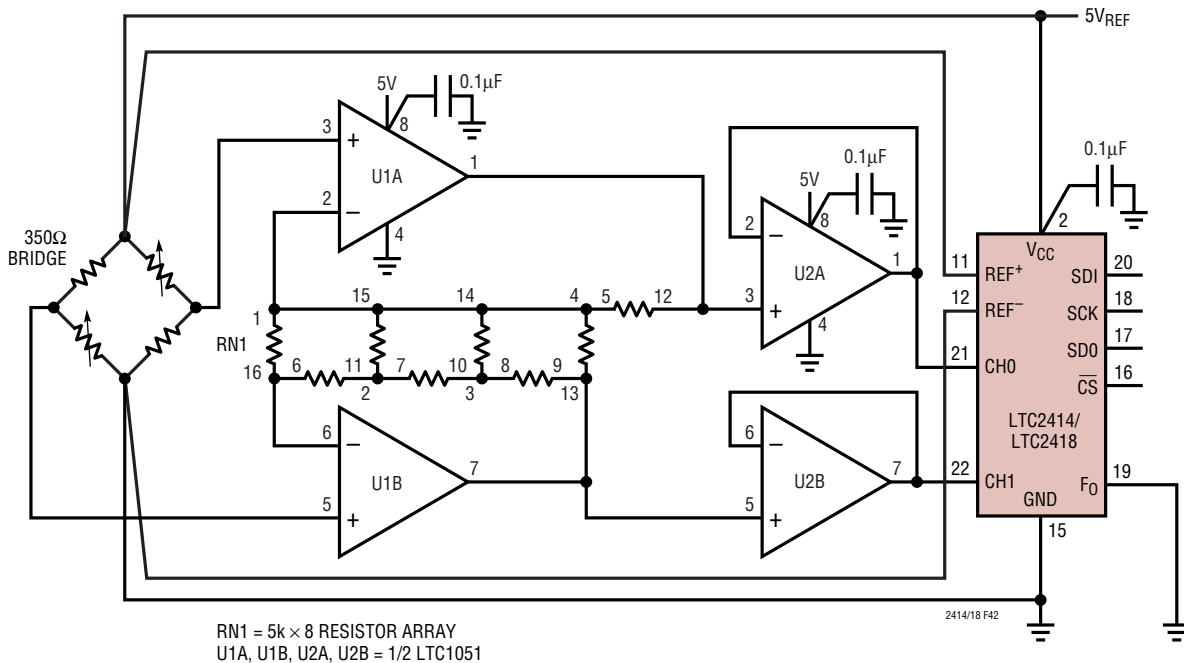 5VREF
5V
0.1µF
3
+
8
U1A
1
2
−
4
350Ω
BRIDGE
5V
0.1µF
2
−
8
U2A
1
3
+
4
0.1µF
2
VCC
11
REF+
SDI
20
12
REF−
SCK
18
SD0
17
21
CH0
CS
16
LTC2414/
LTC2418
22
CH1
FO
19
GND
15
15
14
4
5
12
1
RN1
16
6
11
7
10
8
9
2
3
13
6
−
U1B
7
5
+
6
−
U2B
7
5
+
2414/18 F42
RN1 = 5k × 8 RESISTOR ARRAY
U1A, U1B, U2A, U2B = 1/2 LTC1051